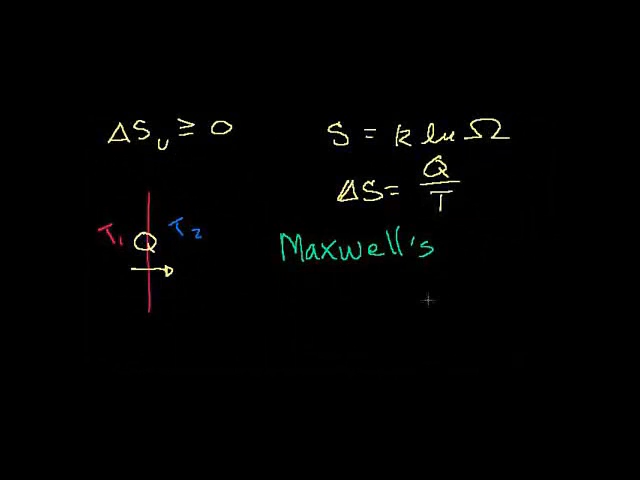 ΔS_U ≥ 0
S = k ln Ω
ΔS = Q/T
T₁ Q T₂
Maxwell's